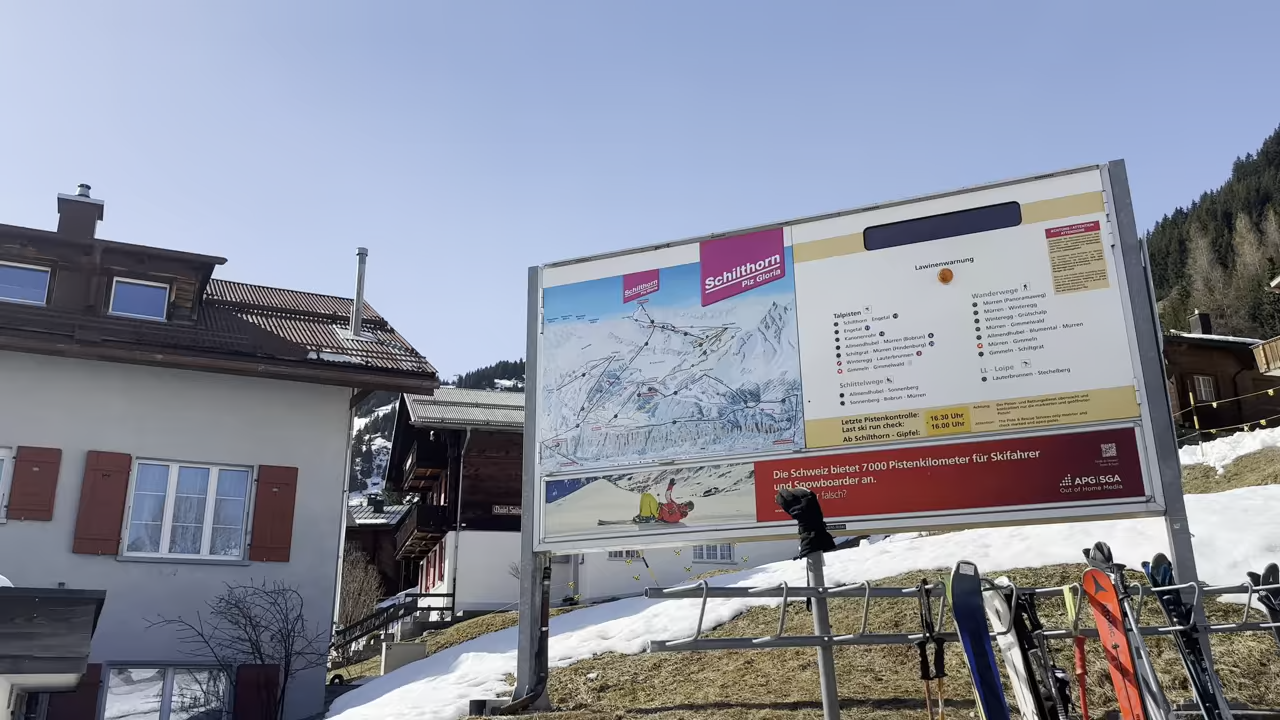 Schilthorn
Piz Gloria
Schilthorn
Piz Gloria
Lawinenwarnung
ACHTUNG / ATTENTION
Talpisten
Schilthorn - Engetal
Engetal
Kanonenrohr
Allmendhubel - Mürren (Bobrun)
Schiltgrat - Mürren (Hindenburg)
Winteregg - Lauterbrunnen
Gimmeln - Gimmelwald
Schlittelwege
Allmendhubel - Sonnenberg
Sonnenberg - Bobrun - Mürren
Wanderwege
Mürren (Panoramaweg)
Mürren - Winteregg
Winteregg - Grütschalp
Mürren - Gimmelwald
Allmendhubel - Blumental - Mürren
Mürren - Gimmeln
Gimmeln - Schiltgrat
LL - Loipe
Lauterbrunnen - Stechelberg
Letzte Pistenkontrolle:
Last ski run check:
Ab Schilthorn - Gipfel:
16.30 Uhr
16.00 Uhr
Die Schweiz bietet 7000 Pistenkilometer für Skifahrer
und Snowboarder an.
falsch?
APG|SGA
Out of Home Media